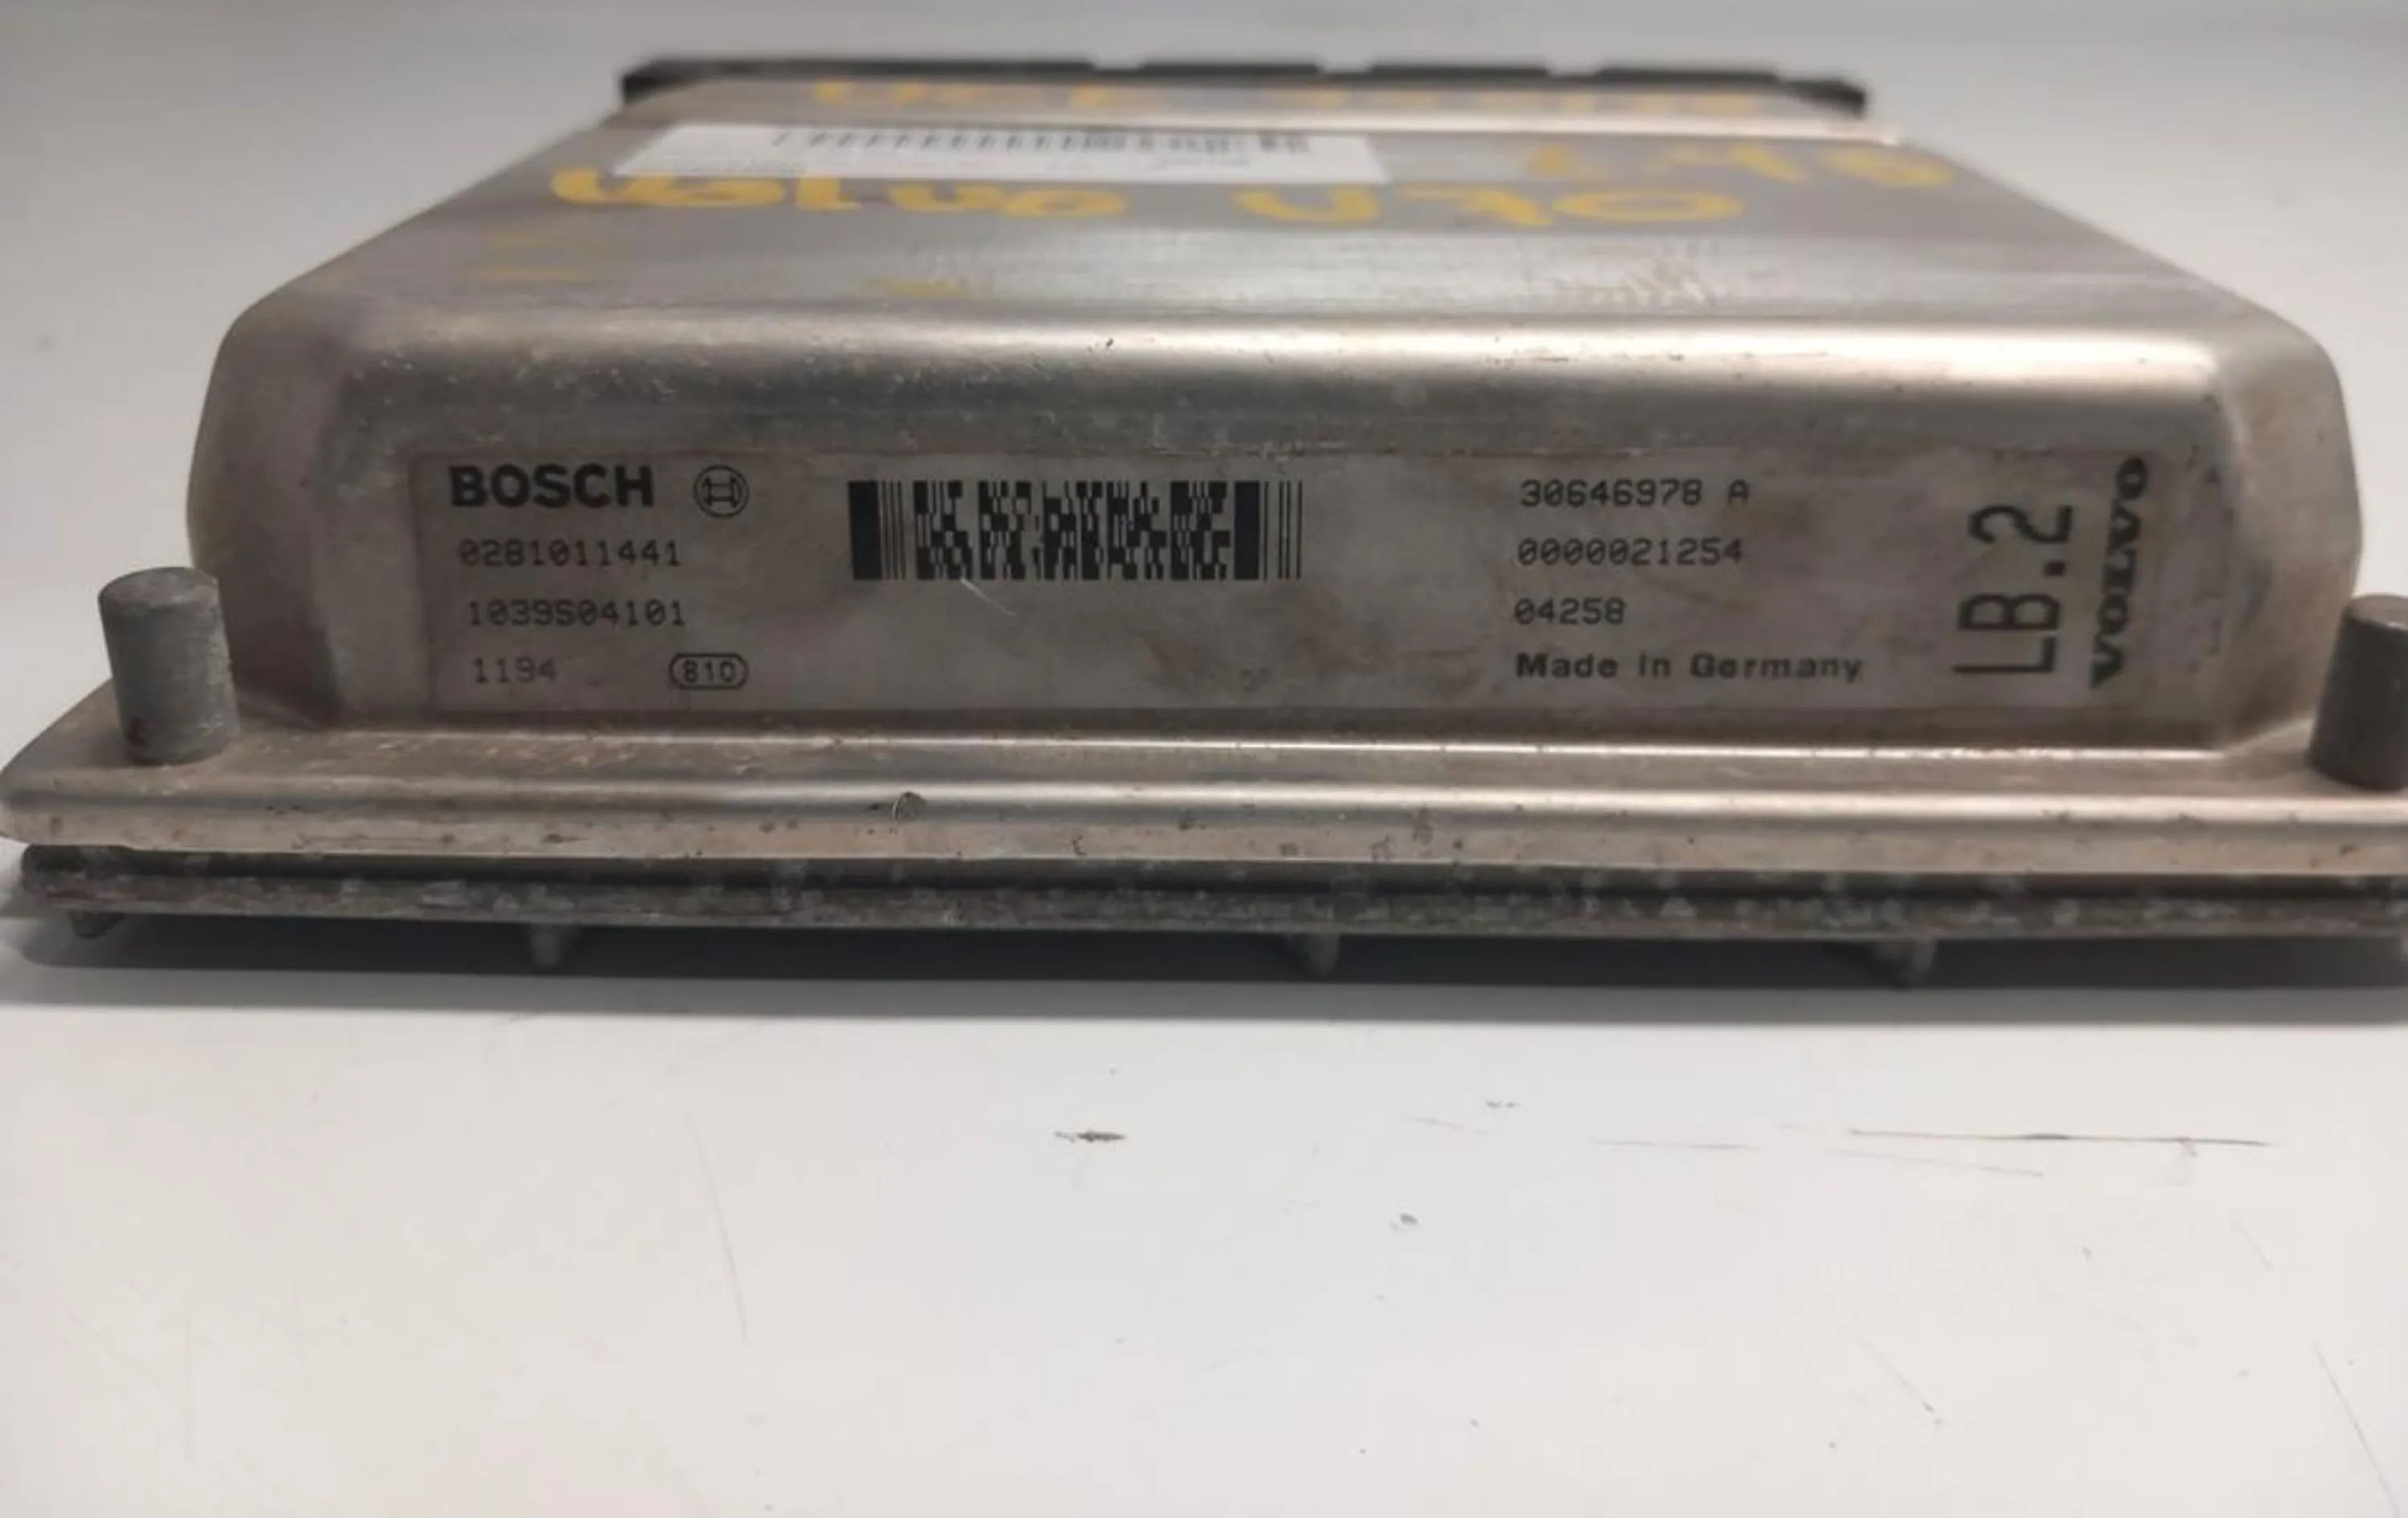 BOSCH
0281011441
1039S04101
1194 810
30646978 A
0000021254
04258
Made in Germany
LB.2
VOLVO